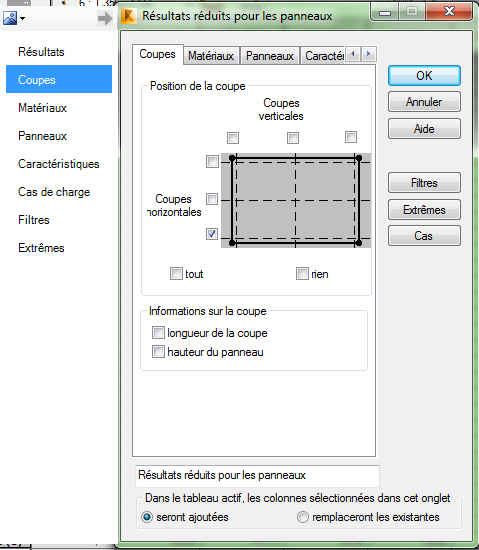 Résultats réduits pour les panneaux
Résultats
Coupes
Matériaux
Panneaux
Caractéristiques
Cas de charge
Filtres
Extrêmes
Coupes
Matériaux
Panneaux
Caractér
Position de la coupe
Coupes
verticales
Coupes
horizontales
tout
rien
Informations sur la coupe
longueur de la coupe
hauteur du panneau
OK
Annuler
Aide
Filtres
Extrêmes
Cas
Résultats réduits pour les panneaux
Dans le tableau actif, les colonnes sélectionnées dans cet onglet
seront ajoutées
remplaceront les existantes